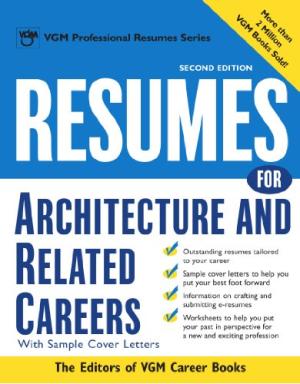 VGM
VGM Professional Resumes Series
More than
2 Million
VGM Books Sold!
SECOND EDITION
RESUMES
FOR
ARCHITECTURE AND
RELATED
CAREERS
With Sample Cover Letters
Outstanding resumes tailored
to your career
Sample cover letters to help you
put your best foot forward
Information on crafting and
submitting e-resumes
Worksheets to help you put
your past in perspective for
a new and exciting profession
The Editors of VGM Career Books